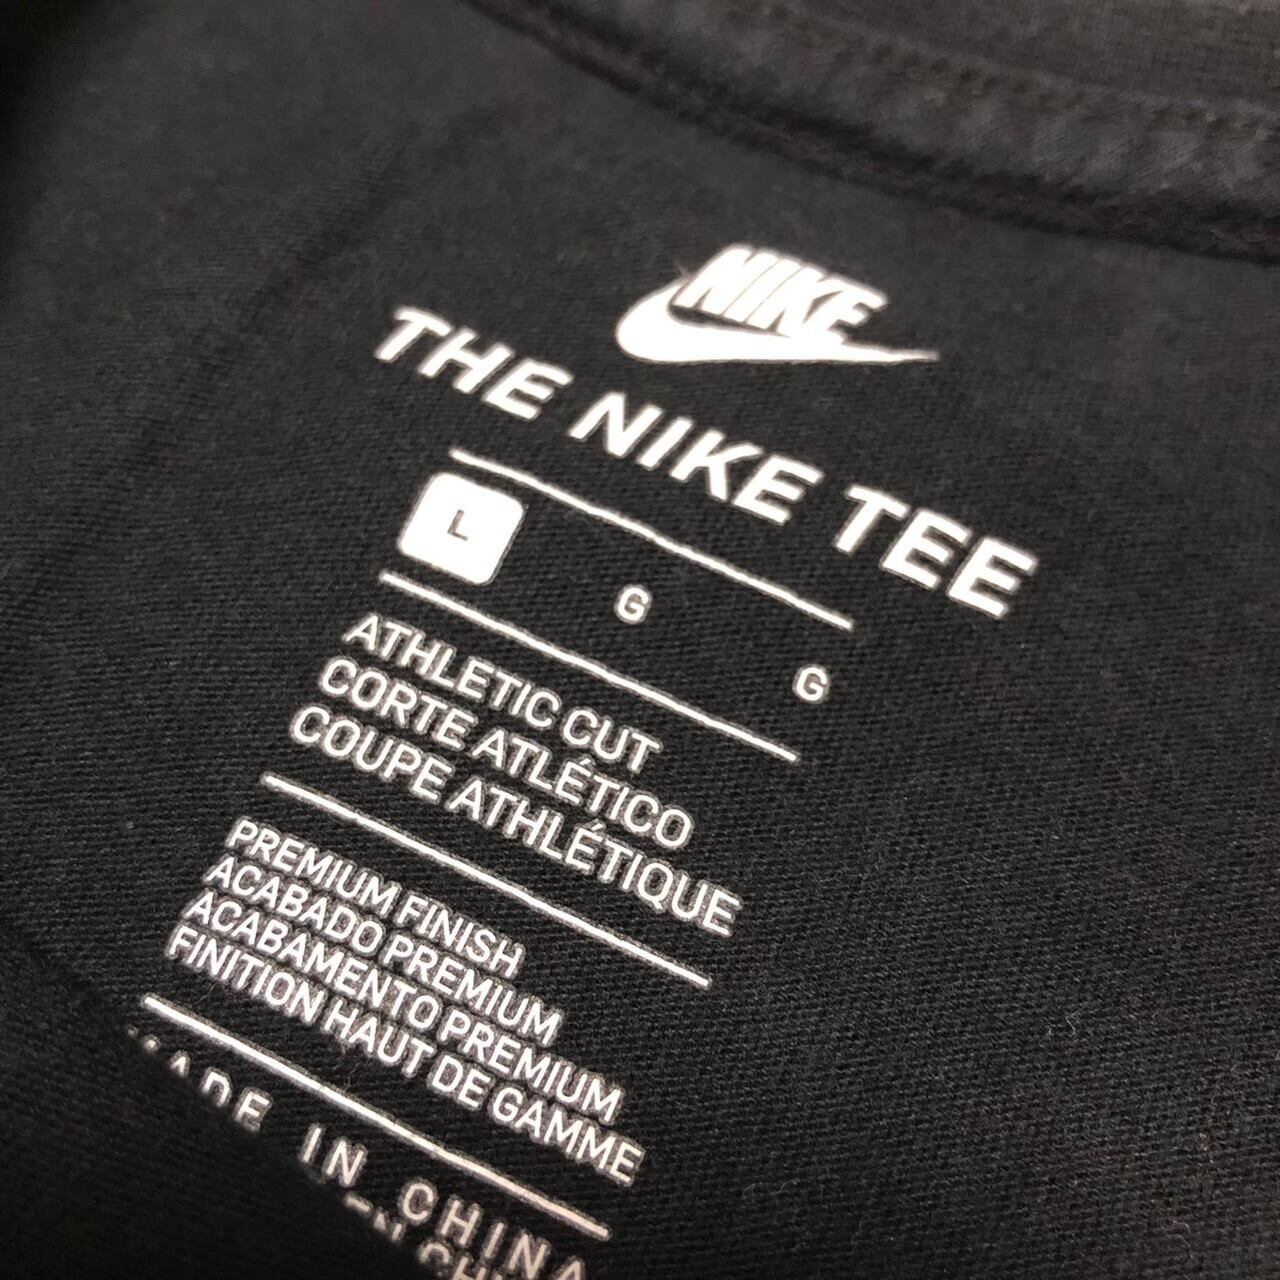 NIKE
THE NIKE TEE
L G G
ATHLETIC CUT
CORTE ATLÉTICO
COUPE ATHLÉTIQUE
PREMIUM FINISH
ACABADO PREMIUM
ACABAMENTO PREMIUM
FINITION HAUT DE GAMME
MADE IN CHINA